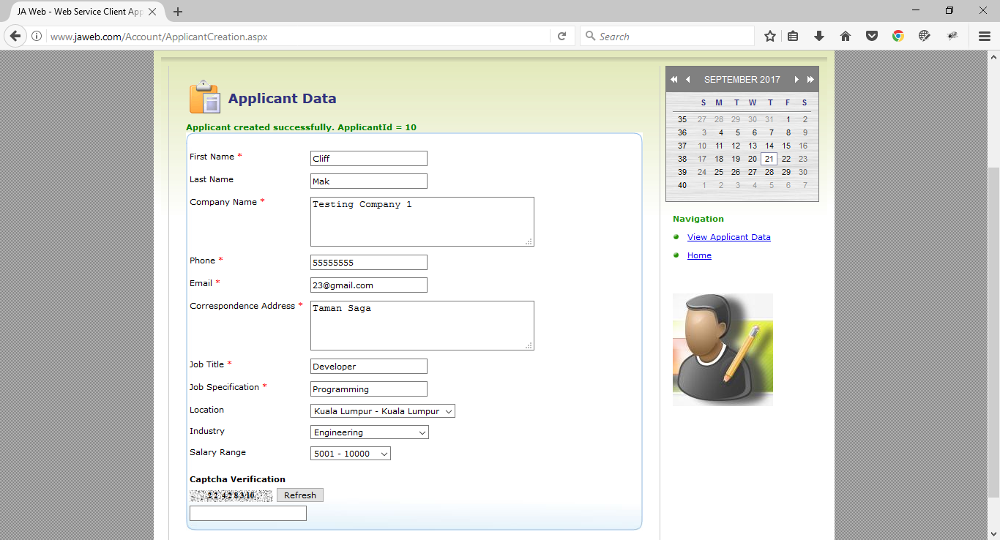 JA Web - Web Service Client App
www.jaweb.com/Account/ApplicantCreation.aspx
Search
Applicant Data
Applicant created successfully. ApplicantId = 10
First Name * Cliff
Last Name Mak
Company Name * Testing Company 1
Phone * 55555555
Email * 23@gmail.com
Correspondence Address * Taman Saga
Job Title * Developer
Job Specification * Programming
Location Kuala Lumpur - Kuala Lumpur
Industry Engineering
Salary Range 5001 - 10000
Captcha Verification
Refresh
SEPTEMBER 2017
S M T W T F S
35 27 28 29 30 31 1 2
36 3 4 5 6 7 8 9
37 10 11 12 13 14 15 16
38 17 18 19 20 21 22 23
39 24 25 26 27 28 29 30
40 1 2 3 4 5 6 7
Navigation
View Applicant Data
Home